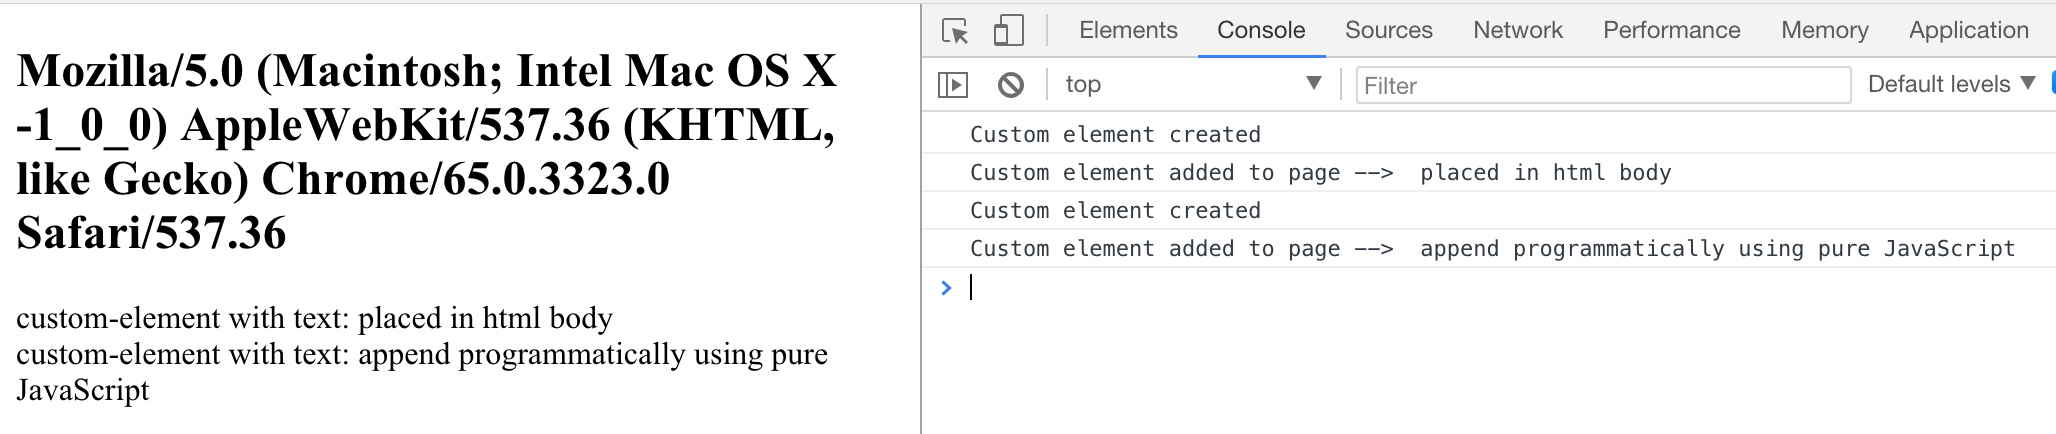 Mozilla/5.0 (Macintosh; Intel Mac OS X
-1_0_0) AppleWebKit/537.36 (KHTML,
like Gecko) Chrome/65.0.3323.0
Safari/537.36
custom-element with text: placed in html body
custom-element with text: append programmatically using pure
JavaScript
Elements Console Sources Network Performance Memory Application
top Filter Default levels
Custom element created
Custom element added to page -->  placed in html body
Custom element created
Custom element added to page -->  append programmatically using pure JavaScript